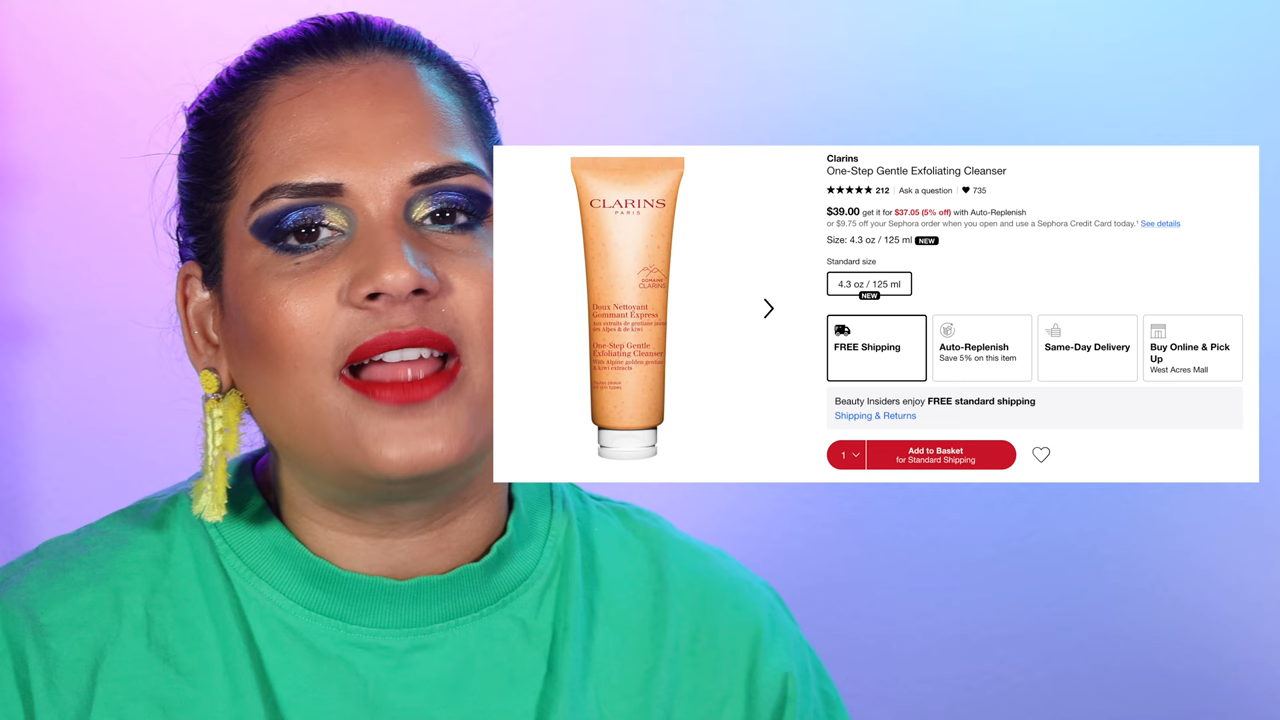 CLARINS
PARIS
DOMAINE
CLARINS
Doux Nettoyant
Gommant Express
Aux extraits de gentiane jaune
des Alpes & de kiwi
One-Step Gentle
Exfoliating Cleanser
With Alpine golden gentian
& kiwi extracts
Clarins
One-Step Gentle Exfoliating Cleanser
★★★★★ 212 | Ask a question | ♥ 735
$39.00 get it for $37.05 (5% off) with Auto-Replenish
or $9.75 off your Sephora order when you open and use a Sephora Credit Card today.¹ See details
Size: 4.3 oz / 125 ml NEW
Standard size
4.3 oz / 125 ml
NEW
FREE Shipping
Auto-Replenish
Save 5% on this item
Same-Day Delivery
Buy Online & Pick
Up
West Acres Mall
Beauty Insiders enjoy FREE standard shipping
Shipping & Returns
1
Add to Basket
for Standard Shipping